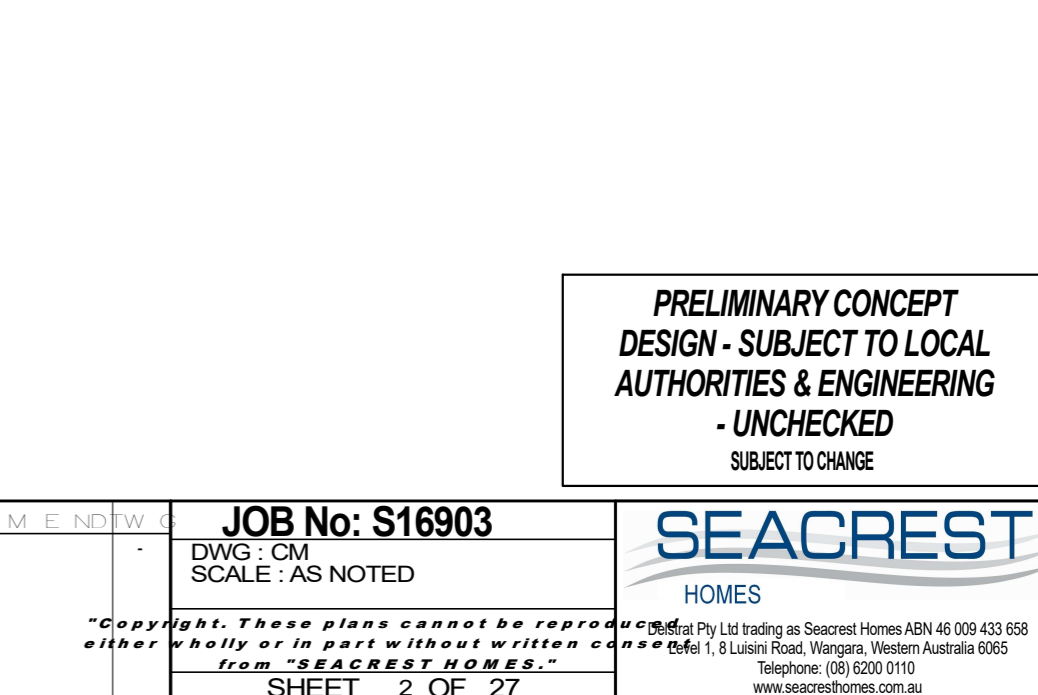 PRELIMINARY CONCEPT
DESIGN - SUBJECT TO LOCAL
AUTHORITIES & ENGINEERING
- UNCHECKED
SUBJECT TO CHANGE
M E ND TW G
-
JOB No: S16903
DWG : CM
SCALE : AS NOTED
"Copyright. These plans cannot be reproduced
either wholly or in part without written consent
from "SEACREST HOMES."
SHEET 2 OF 27
SEACREST
HOMES
Delstrat Pty Ltd trading as Seacrest Homes ABN 46 009 433 658
Level 1, 8 Luisini Road, Wangara, Western Australia 6065
Telephone: (08) 6200 0110
www.seacresthomes.com.au